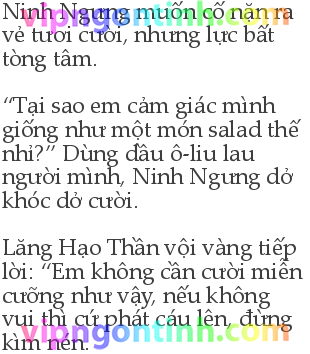 Ninh Ngưng muốn cố nặn ra
vẻ tươi cười, nhưng lực bất
tòng tâm.
“Tại sao em cảm giác mình
giống như một món salad thế
nhỉ?” Dùng dầu ô-liu lau
người mình, Ninh Ngưng dở
khóc dở cười.
Lăng Hạo Thần vội vàng tiếp
lời: “Em không cần cười miễn
cưỡng như vậy, nếu không
vui thì cứ phát cáu lên, đừng
kìm nén.
vipngontinh.com
vipngontinh.com